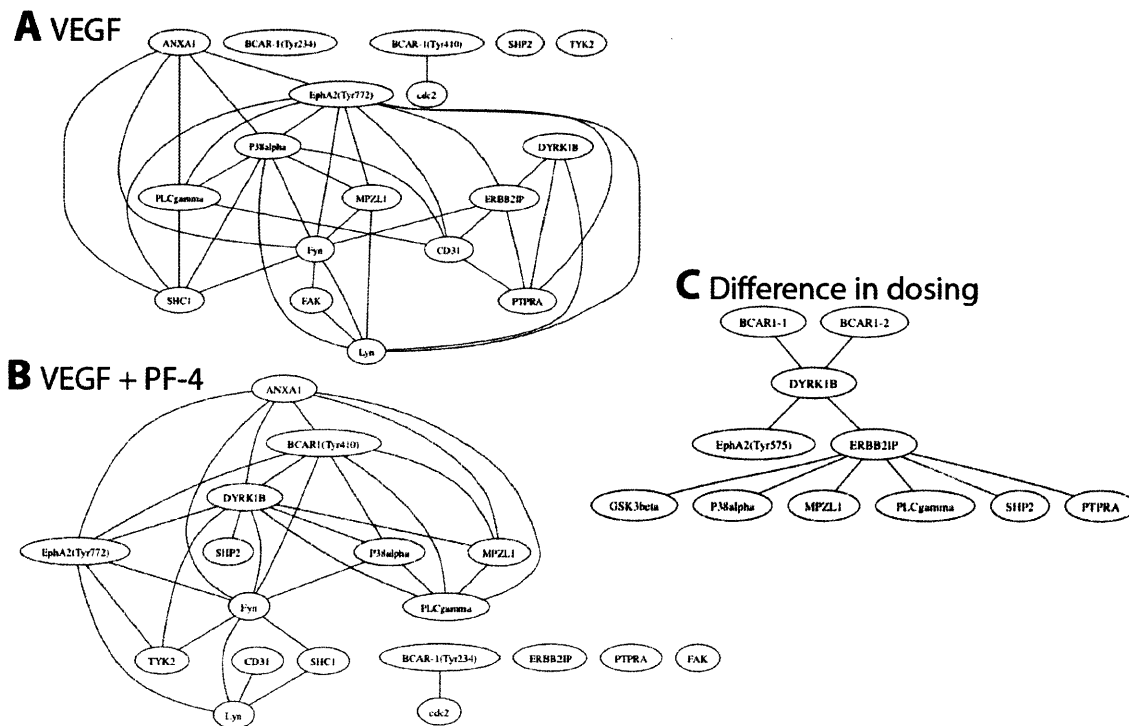 A VEGF
ANXA1 BCAR-1(Tyr234) BCAR-1(Tyr410) SHP2 TYK2
EphA2(Tyr772) cdc2
P38alpha DYRK1B
PLCgamma MPZL1 ERBB2IP
Fyn CD31
SHC1 FAK PTPRA
Lyn
B VEGF + PF-4
ANXA1
BCAR1(Tyr410)
DYRK1B
EphA2(Tyr772) SHP2 P38alpha MPZL1
Fyn PLCgamma
TYK2 CD31 SHC1 BCAR-1(Tyr234) ERBB2IP PTPRA FAK
Lyn cdc2
C Difference in dosing
BCAR1-1 BCAR1-2
DYRK1B
EphA2(Tyr575) ERBB2IP
GSK3beta P38alpha MPZL1 PLCgamma SHP2 PTPRA